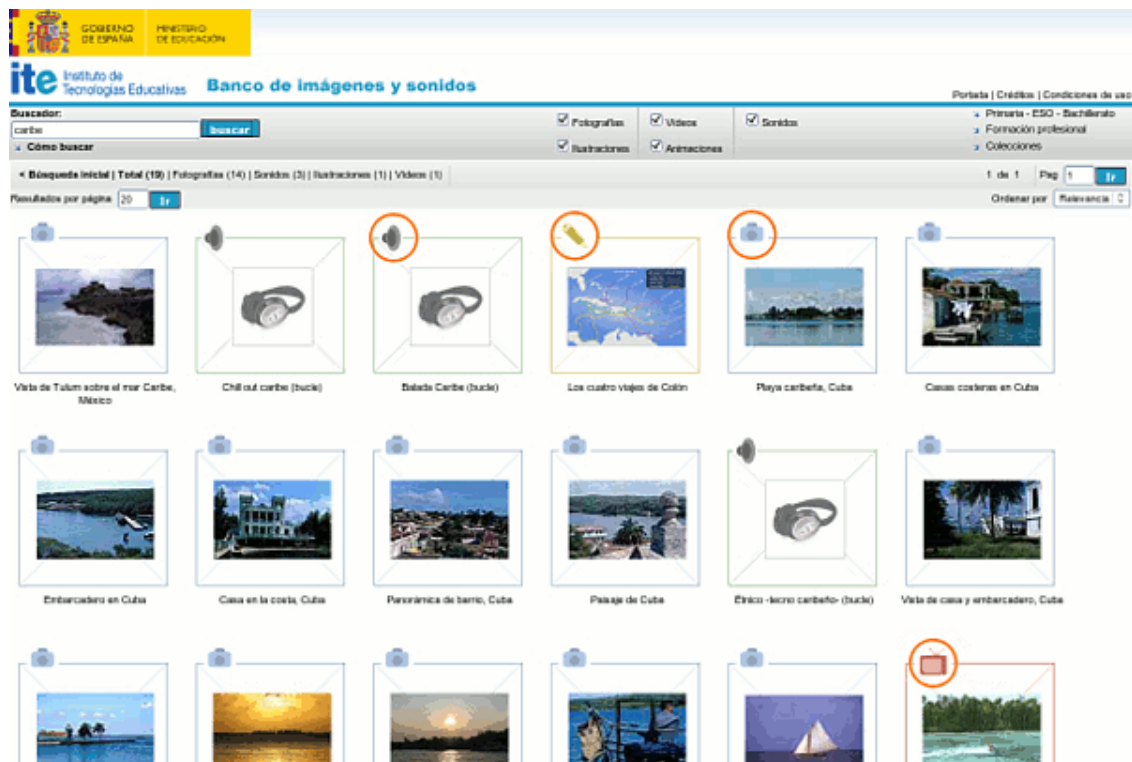 GOBIERNO DE ESPAÑA
MINISTERIO DE EDUCACIÓN
ite Instituto de Tecnologías Educativas
Banco de imágenes y sonidos
Portada | Créditos | Condiciones de uso
Buscador:
caribe
buscar
Cómo buscar
Fotografías
Videos
Sonidos
Ilustraciones
Animaciones
Primaria - ESO - Bachillerato
Formación profesional
Colecciones
< Búsqueda inicial | Total (19) | Fotografías (14) | Sonidos (3) | Ilustraciones (1) | Videos (1)
1 de 1 Pag 1 Ir
Resultados por página 20 Ir
Ordenar por Relevancia
Vista de Tulum sobre el mar Caribe, México
Chill out caribe (bucle)
Balada Caribe (bucle)
Los cuatro viajes de Colón
Playa caribeña, Cuba
Casas costeras en Cuba
Embarcadero en Cuba
Casa en la costa, Cuba
Panorámica de barrio, Cuba
Paisaje de Cuba
Étnico -tecno caribeño- (bucle)
Vista de casa y embarcadero, Cuba